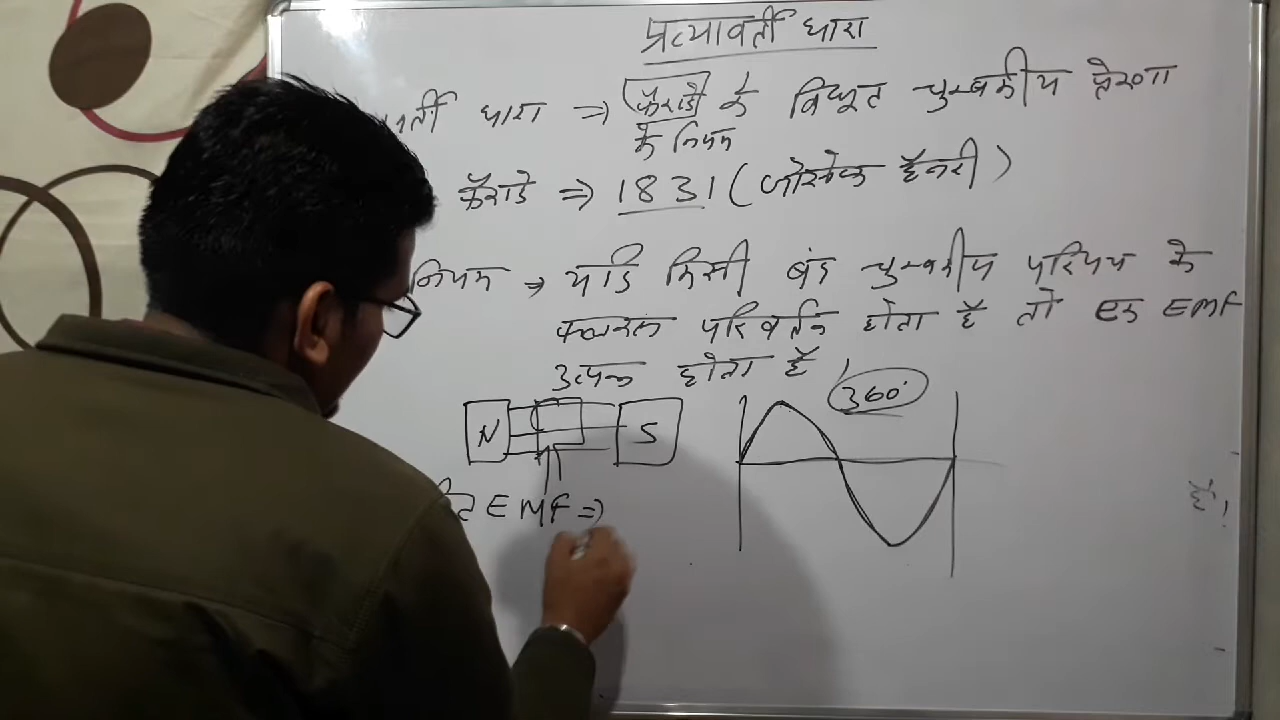 प्रत्यावर्ती धारा
र्ती धारा ⇒ फैराडे के विद्युत चुम्बकीय प्रेरण
के नियम
फैराडे ⇒ 1831 (जोसेफ हेनरी)
नियम ⇒ यदि किसी बंद चुम्बकीय परिपथ के
फ्लक्स परिवर्तन होता है तो एक EMF
उत्पन्न होता है।
360°
N S
EMF ⇒
है।